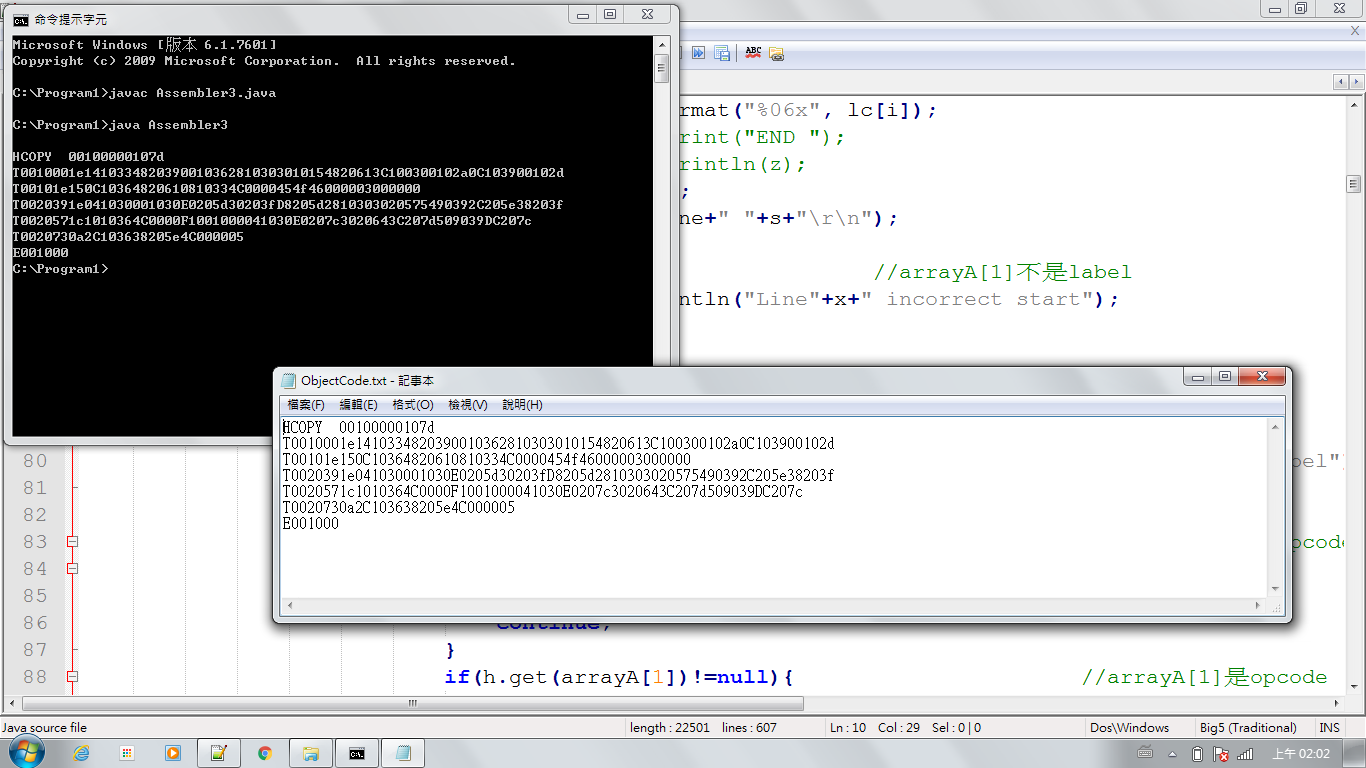 命令提示字元
Microsoft Windows [版本 6.1.7601]
Copyright (c) 2009 Microsoft Corporation.  All rights reserved.
C:\Program1>javac Assembler3.java
C:\Program1>java Assembler3
HCOPY  00100000107d
T0010001e1410334820390010362810303010154820613C100300102a0C103900102d
T00101e150C10364820610810334C0000454f46000003000000
T0020391e041030001030E0205d30203fD8205d2810303020575490392C205e38203f
T0020571c1010364C0000F1001000041030E0207c3020643C207d509039DC207c
T0020730a2C103638205e4C000005
E001000
C:\Program1>
ABC
rmat("%06x", lc[i]);
rint("END ");
rintln(z);
;
ne+" "+s+"\r\n");
//arrayA[1]不是label
ntln("Line"+x+" incorrect start");
ObjectCode.txt - 記事本
檔案(F) 編輯(E) 格式(O) 檢視(V) 說明(H)
HCOPY  00100000107d
T0010001e1410334820390010362810303010154820613C100300102a0C103900102d
T00101e150C10364820610810334C0000454f46000003000000
T0020391e041030001030E0205d30203fD8205d2810303020575490392C205e38203f
T0020571c1010364C0000F1001000041030E0207c3020643C207d509039DC207c
T0020730a2C103638205e4C000005
E001000
80 bel")
81
82
83 pcode
84
85
86 continue;
87 }
88 if(h.get(arrayA[1])!=null){ //arrayA[1]是opcode
Java source file length : 22501 lines : 607 Ln : 10 Col : 29 Sel : 0 | 0 Dos\Windows Big5 (Traditional) INS
上午 02:02